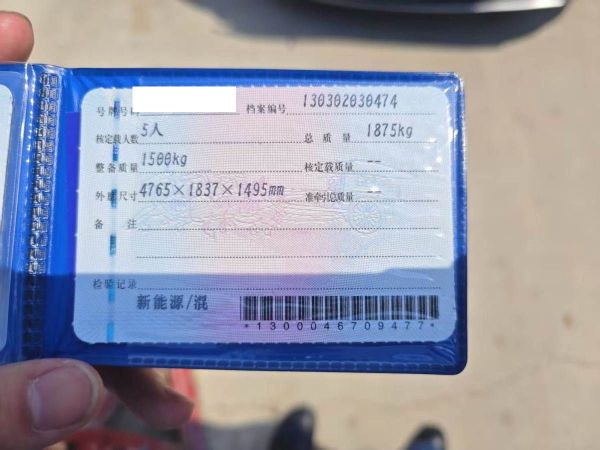 号牌号码 档案编号 130302030474
核定载人数 5人 总质量 1875kg
整备质量 1500kg 核定载质量 --
外廓尺寸 4765×1837×1495mm 准牵引总质量 --
备注
检验记录
新能源/混
*1300046709477*